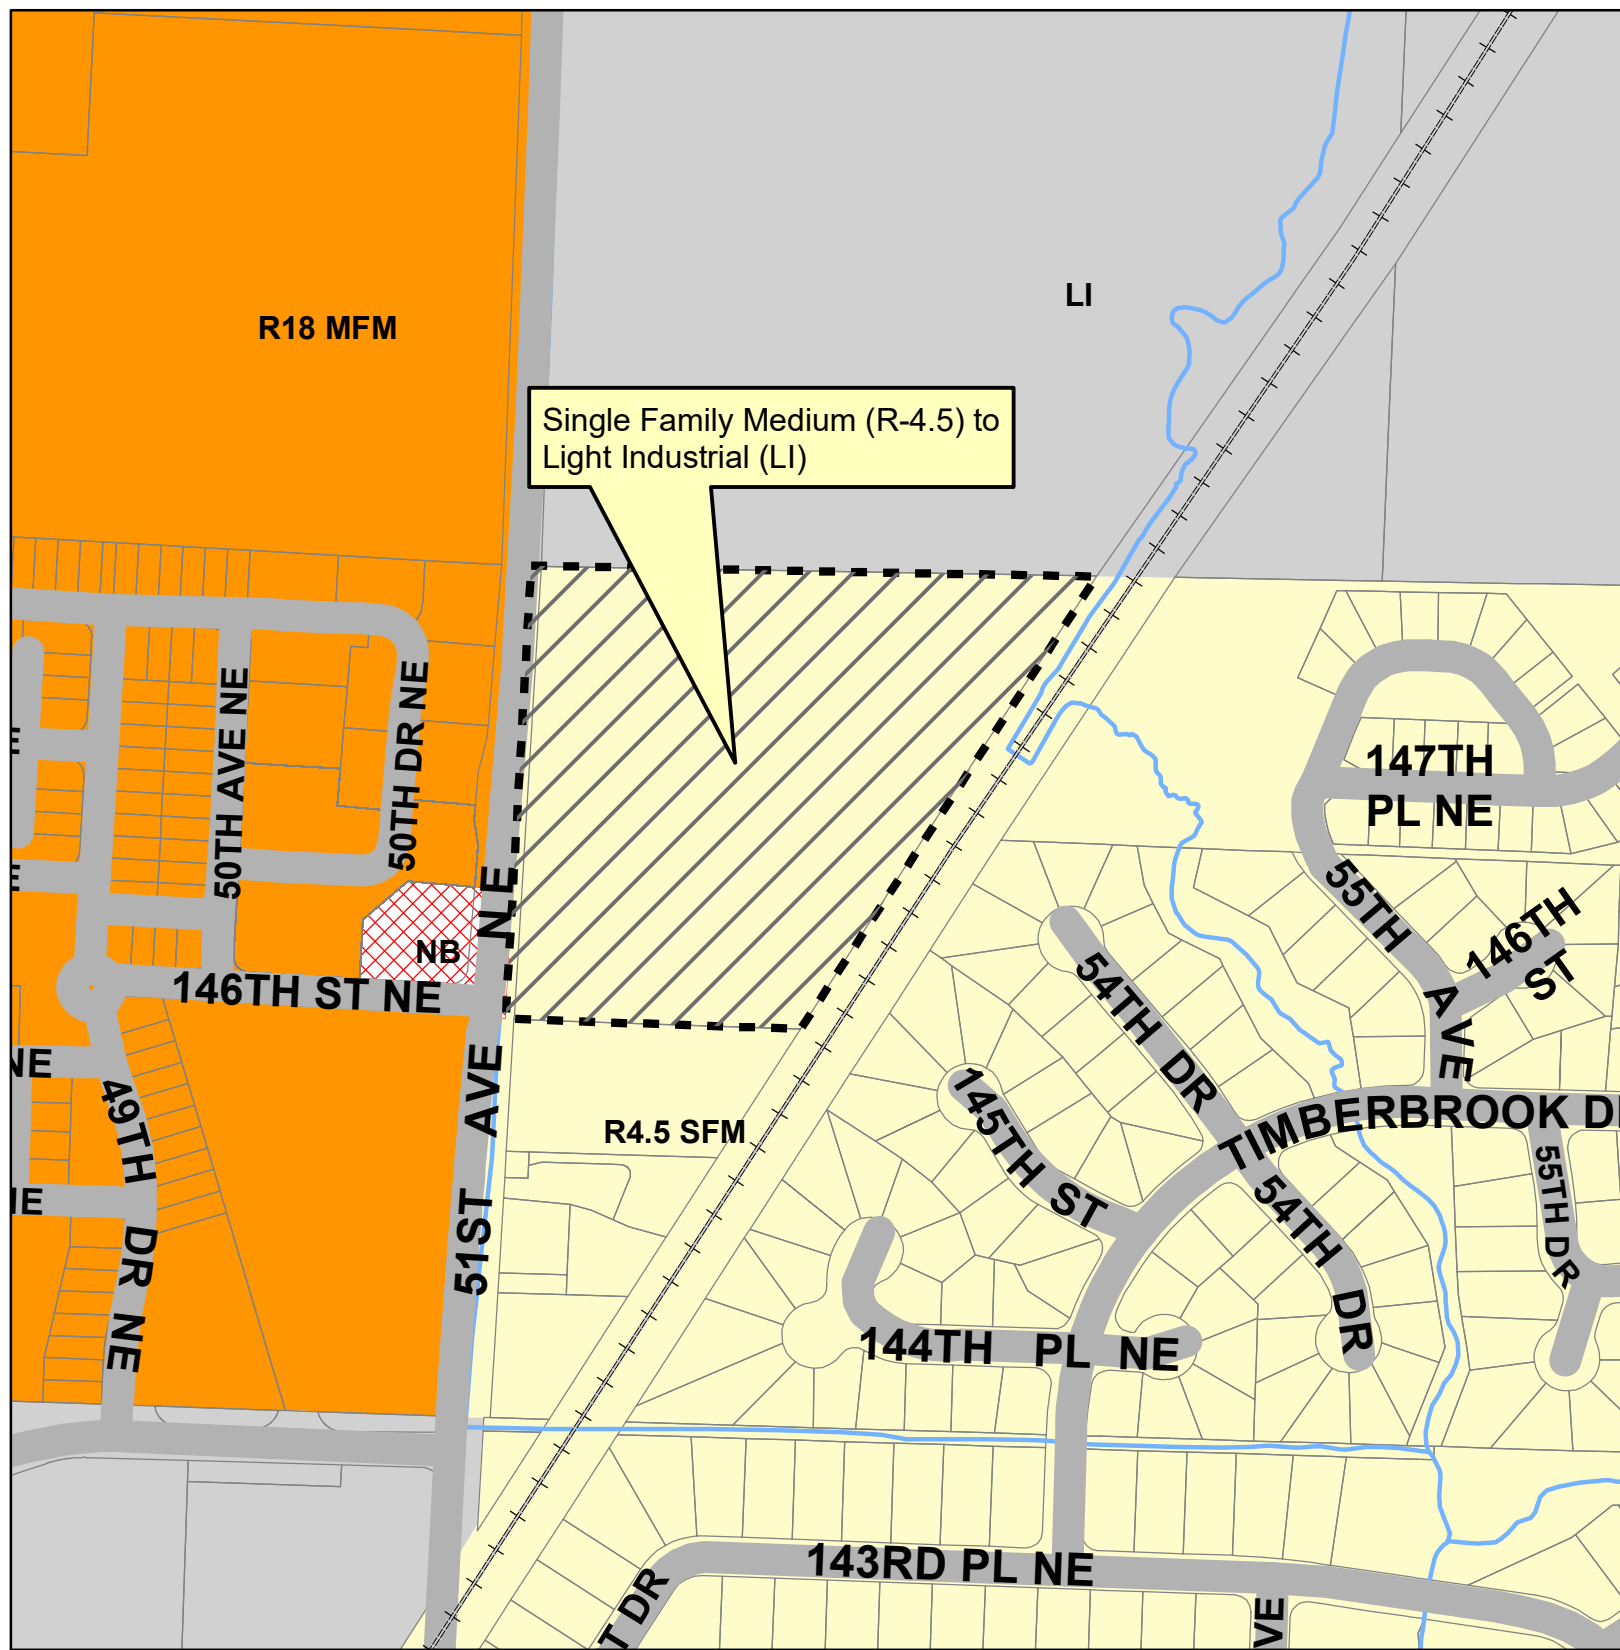 LI
R18 MFM
Single Family Medium (R-4.5) to
Light Industrial (LI)
50TH AVE NE
50TH DR NE
E
147TH
PL NE
E
NE
NB
55TH
AVE
146TH
ST
146TH ST NE
54TH DR
NE
49TH
DR NE
51ST AVE
145TH ST
R4.5 SFM
TIMBERBROOK D
55TH DR
54TH DR
144TH PL NE
143RD PL NE
T DR
VE